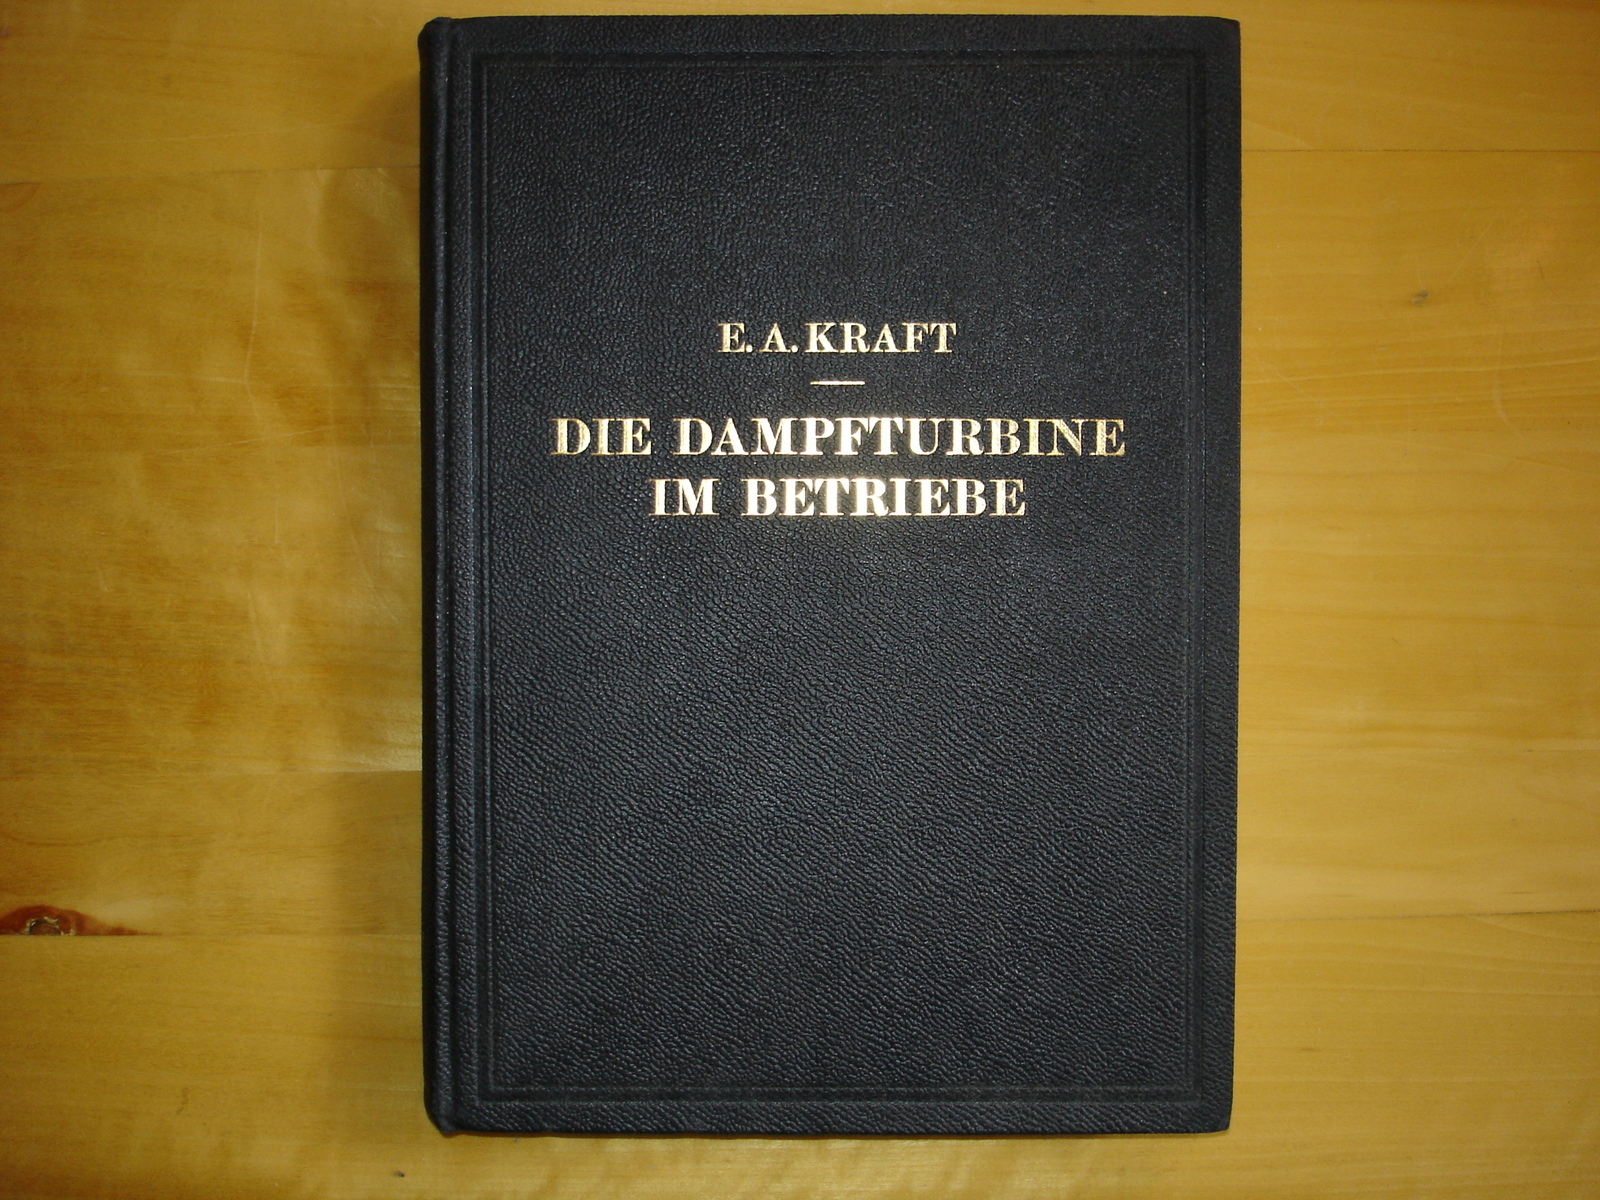 E. A. KRAFT
DIE DAMPFTURBINE
IM BETRIEBE